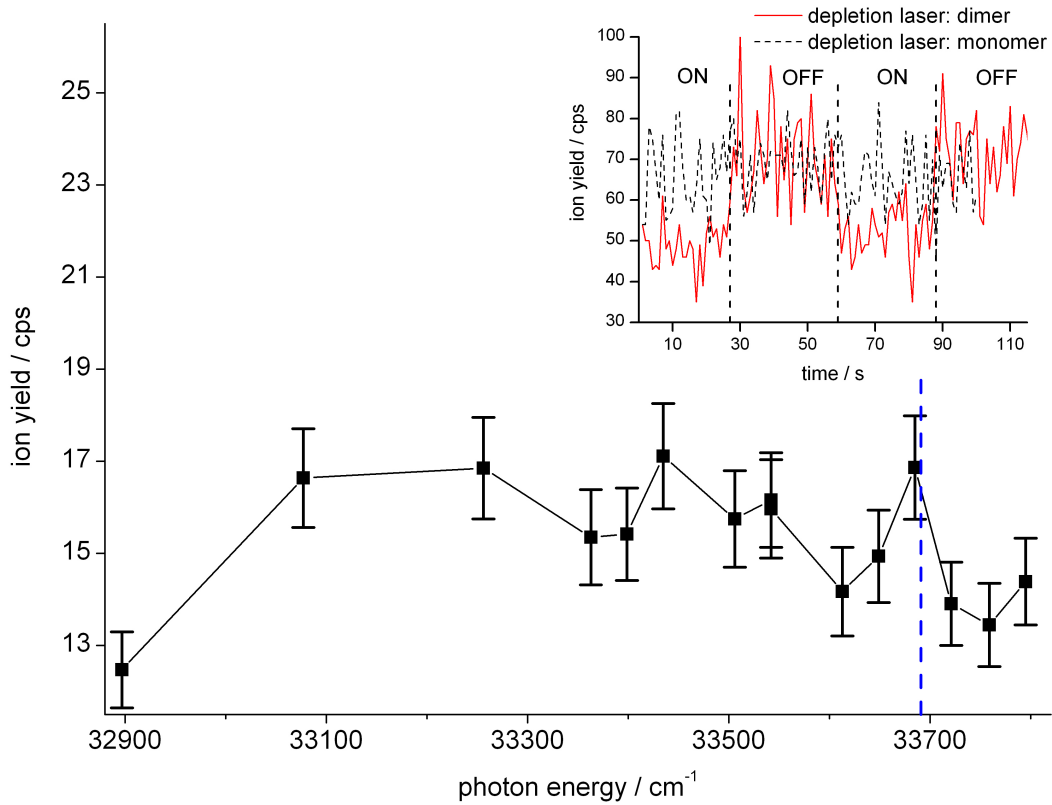 depletion laser: dimer
depletion laser: monomer
100
90
80
70
60
50
40
30
ion yield / cps
ON OFF ON OFF
10 30 50 70 90 110
time / s
25
23
21
19
17
15
13
ion yield / cps
32900 33100 33300 33500 33700
photon energy / cm⁻¹